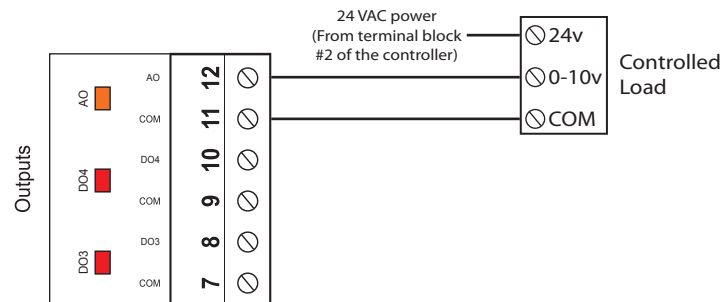 24 VAC power
(From terminal block
#2 of the controller)
24v
0-10v
COM
Controlled
Load
Outputs
AO
AO
12
COM
11
DO4
DO4
10
COM
9
DO3
DO3
8
COM
7